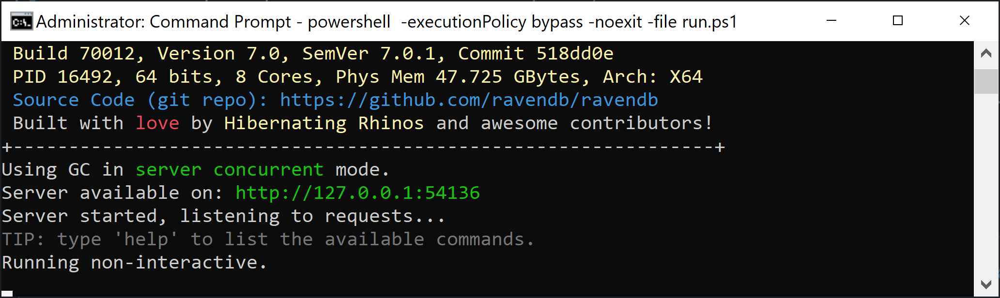 Administrator: Command Prompt - powershell  -executionPolicy bypass -noexit -file run.ps1
Build 70012, Version 7.0, SemVer 7.0.1, Commit 518dd0e
PID 16492, 64 bits, 8 Cores, Phys Mem 47.725 GBytes, Arch: X64
Source Code (git repo): https://github.com/ravendb/ravendb
Built with love by Hibernating Rhinos and awesome contributors!
+---------------------------------------------------------------+
Using GC in server concurrent mode.
Server available on: http://127.0.0.1:54136
Server started, listening to requests...
TIP: type 'help' to list the available commands.
Running non-interactive.